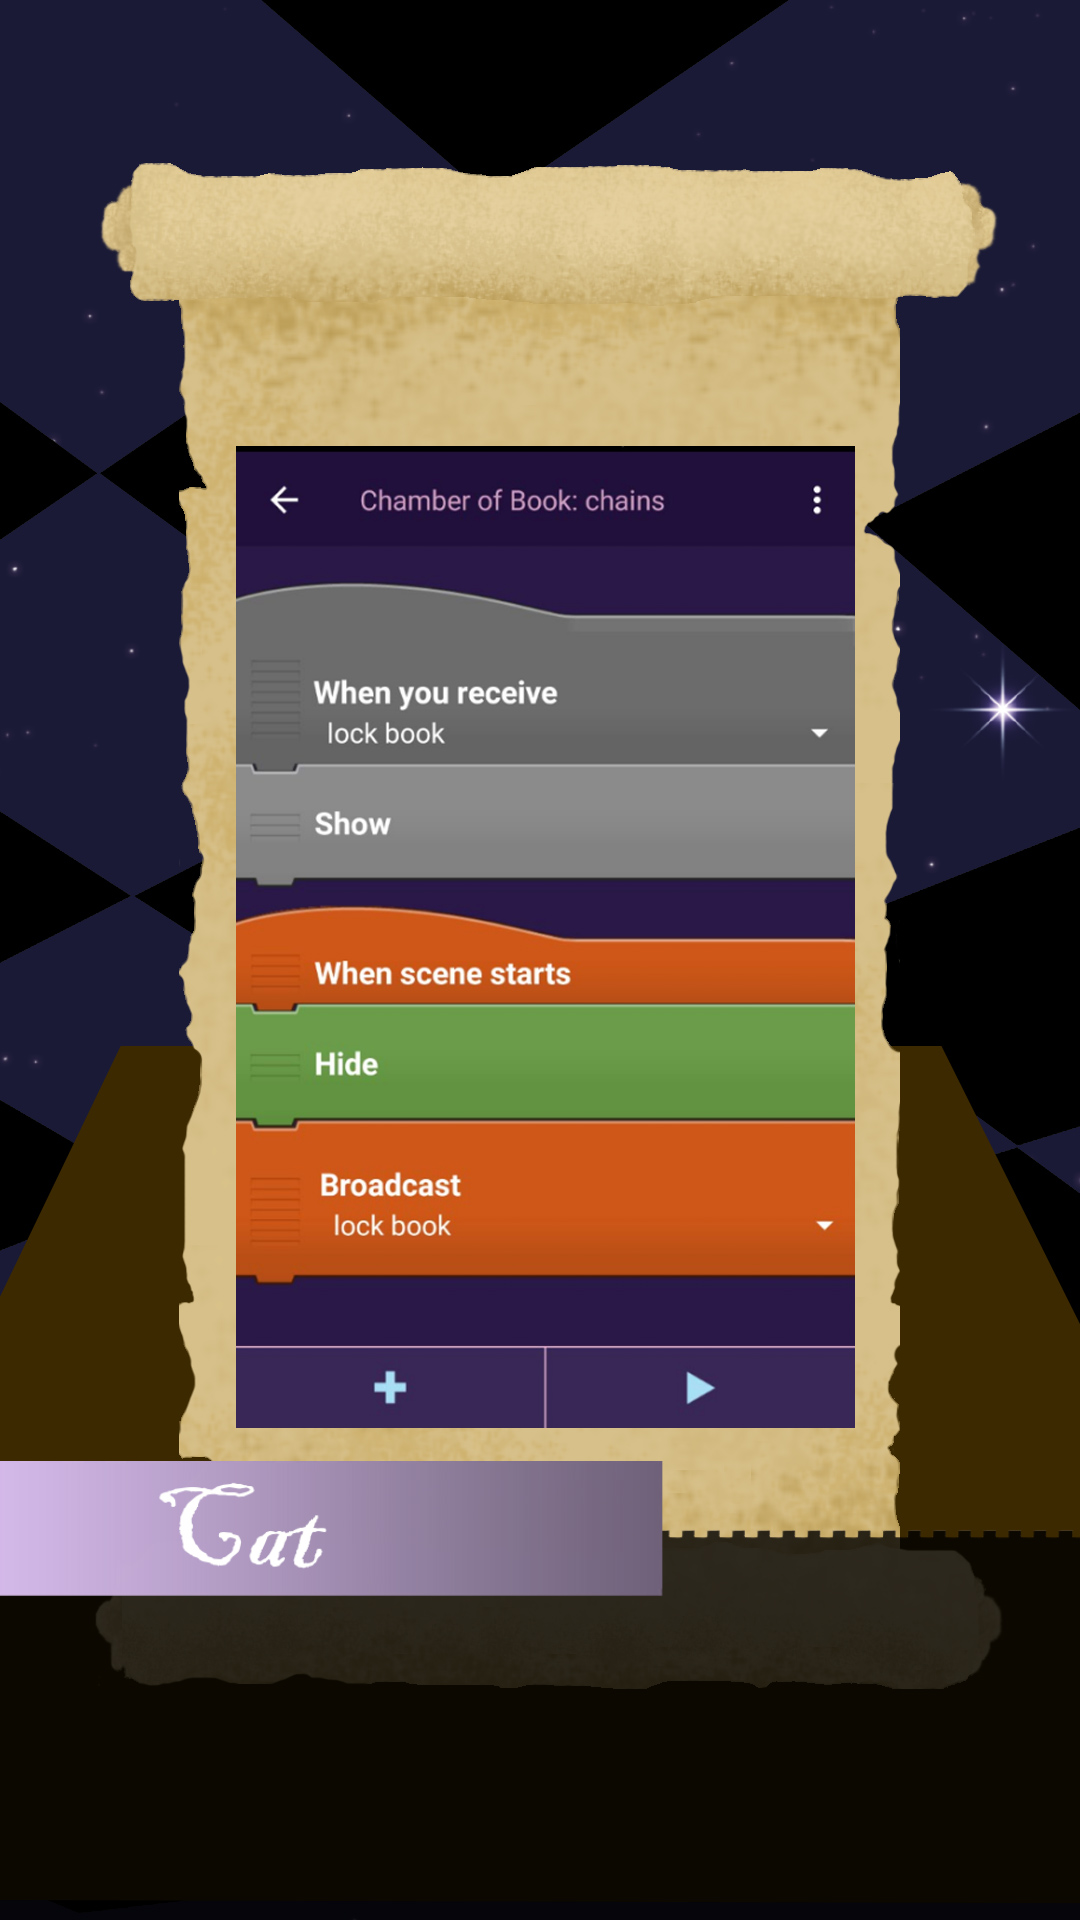 Chamber of Book: chains
When you receive
lock book
Show
When scene starts
Hide
Broadcast
lock book
Cat